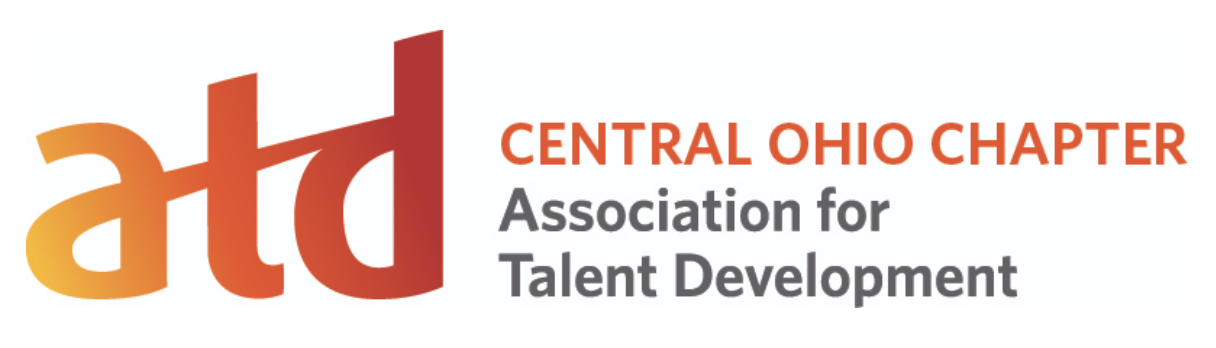 atd
CENTRAL OHIO CHAPTER
Association for
Talent Development